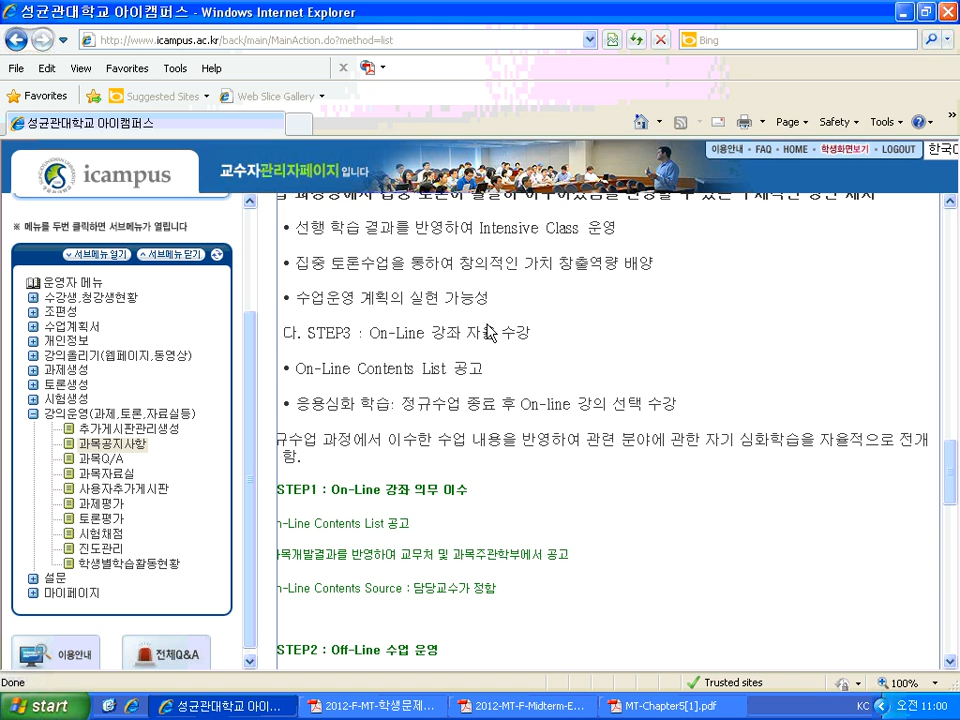 성균관대학교 아이캠퍼스 - Windows Internet Explorer
http://www.icampus.ac.kr/back/main/MainAction.do?method=list
Bing
File Edit View Favorites Tools Help
Favorites Suggested Sites Web Slice Gallery
성균관대학교 아이캠퍼스
Page Safety Tools
icampus
교수자관리자페이지 입니다
이용안내 FAQ HOME 학생화면보기 LOGOUT
※ 메뉴를 두번 클릭하면 서브메뉴가 열립니다
서브메뉴 열기 서브메뉴 닫기
운영자 메뉴
수강생,청강생현황
조편성
수업계획서
개인정보
강의올리기(웹페이지,동영상)
과제생성
토론생성
시험생성
강의운영(과제,토론,자료실등)
추가게시판관리생성
과목공지사항
과목Q/A
과목자료실
사용자추가게시판
과제평가
토론평가
시험채점
진도관리
학생별학습활동현황
설문
마이페이지
이용안내 전체Q&A
• 선행 학습 결과를 반영하여 Intensive Class 운영
• 집중 토론수업을 통하여 창의적인 가치 창출역량 배양
• 수업운영 계획의 실현 가능성
다. STEP3 : On-Line 강좌 자율 수강
• On-Line Contents List 공고
• 응용심화 학습: 정규수업 종료 후 On-line 강의 선택 수강
규수업 과정에서 이수한 수업 내용을 반영하여 관련 분야에 관한 자기 심화학습을 자율적으로 전개
함.
STEP1 : On-Line 강좌 의무 이수
n-Line Contents List 공고
목개발결과를 반영하여 교무처 및 과목주관학부에서 공고
n-Line Contents Source : 담당교수가 정함
STEP2 : Off-Line 수업 운영
Done Trusted sites 100%
start 성균관대학교 아이... 2012-F-MT-학생문제... 2012-MT-F-Midterm-E... MT-Chapter5[1].pdf KC 오전 11:00